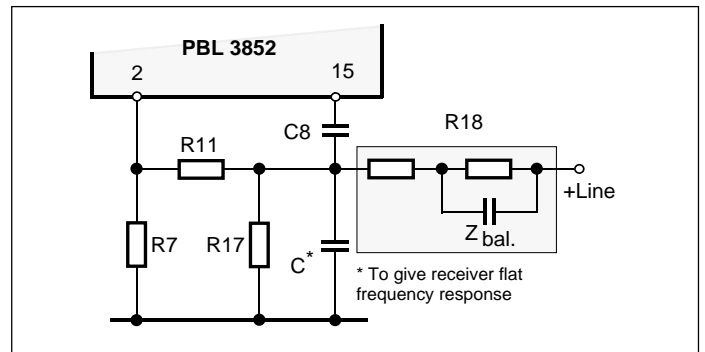 PBL 3852
2
15
C8
R18
R11
+Line
R7
R17
C*
Z bal.
* To give receiver flat
frequency response